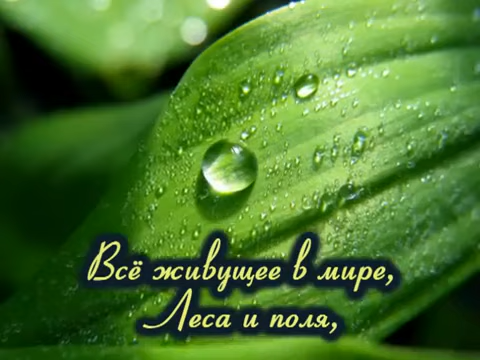 Всё живущее в мире,
Леса и поля,